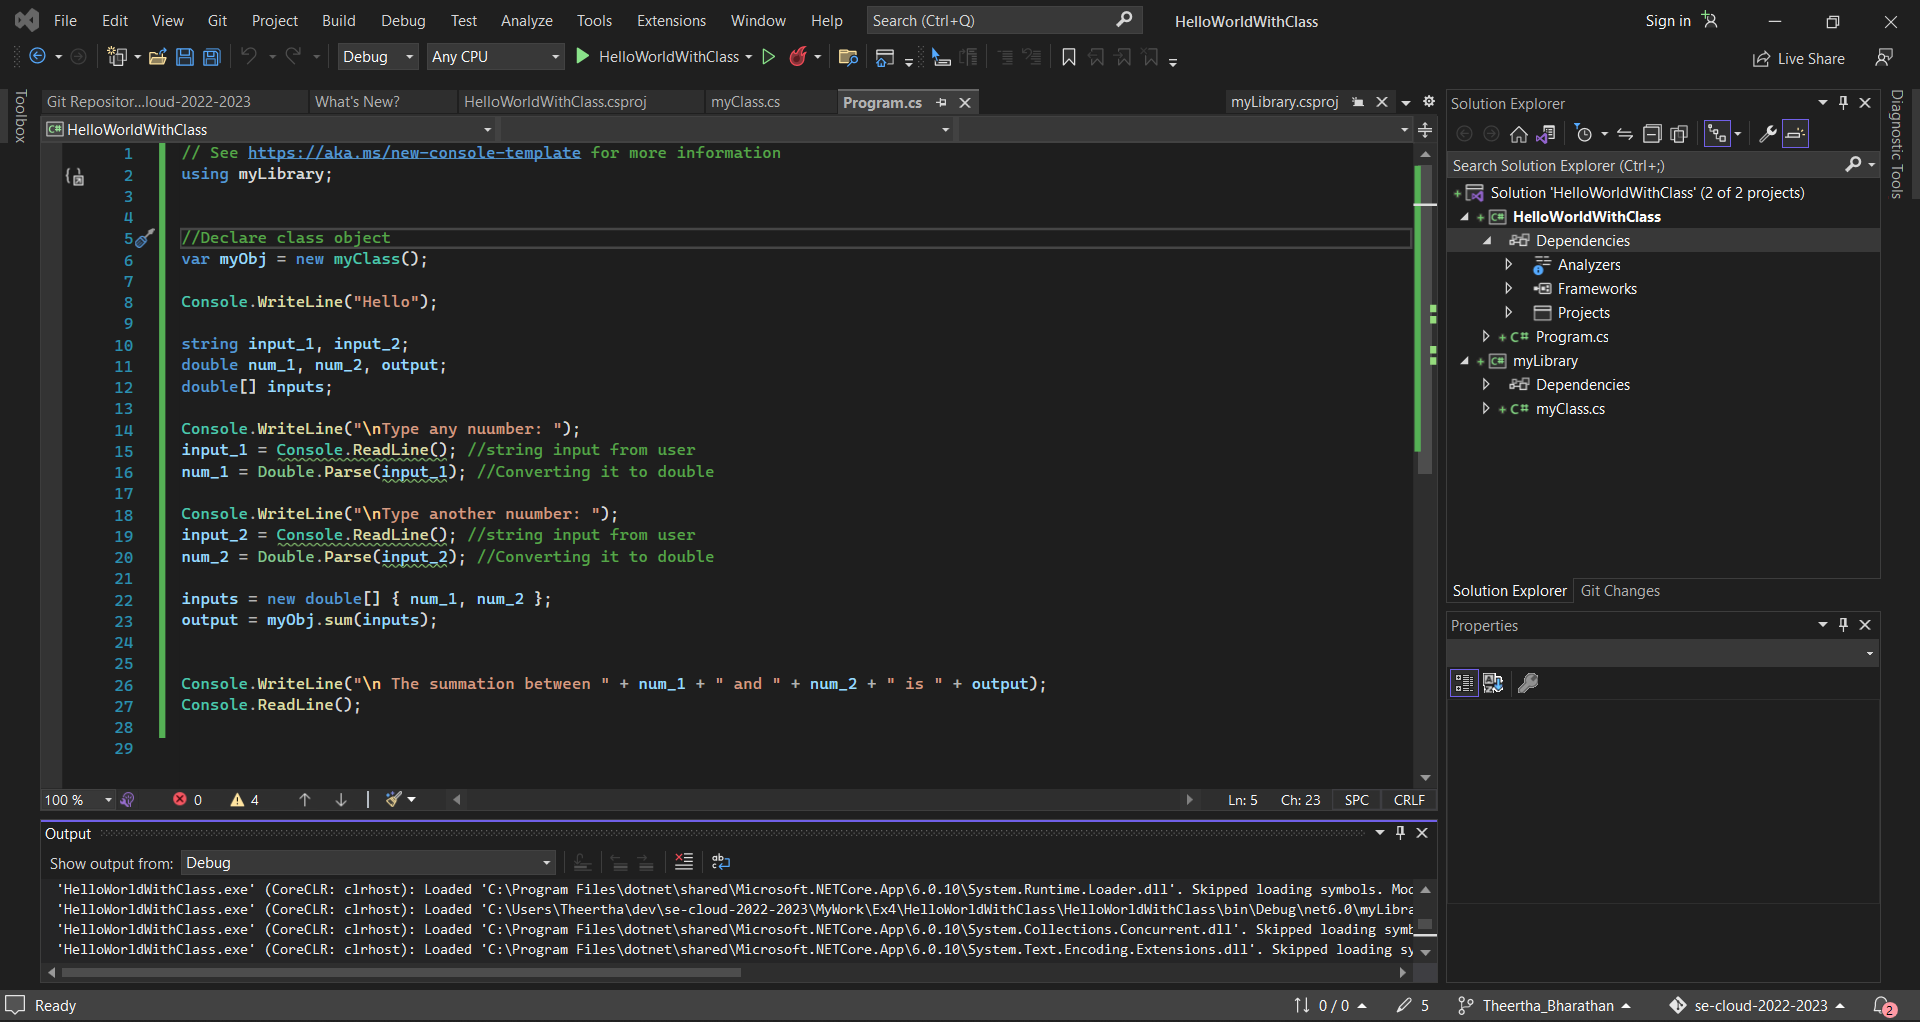 File Edit View Git Project Build Debug Test Analyze Tools Extensions Window Help Search (Ctrl+Q) HelloWorldWithClass Sign in
Debug Any CPU HelloWorldWithClass Live Share
Toolbox
Git Repositor...loud-2022-2023 What's New? HelloWorldWithClass.csproj myClass.cs Program.cs myLibrary.csproj
C# HelloWorldWithClass
1 // See https://aka.ms/new-console-template for more information
2 using myLibrary;
3
4
5 //Declare class object
6 var myObj = new myClass();
7
8 Console.WriteLine("Hello");
9
10 string input_1, input_2;
11 double num_1, num_2, output;
12 double[] inputs;
13
14 Console.WriteLine("\nType any nuumber: ");
15 input_1 = Console.ReadLine(); //string input from user
16 num_1 = Double.Parse(input_1); //Converting it to double
17
18 Console.WriteLine("\nType another nuumber: ");
19 input_2 = Console.ReadLine(); //string input from user
20 num_2 = Double.Parse(input_2); //Converting it to double
21
22 inputs = new double[] { num_1, num_2 };
23 output = myObj.sum(inputs);
24
25
26 Console.WriteLine("\n The summation between " + num_1 + " and " + num_2 + " is " + output);
27 Console.ReadLine();
28
29
100 % 0 4 Ln: 5 Ch: 23 SPC CRLF
Output
Show output from: Debug
'HelloWorldWithClass.exe' (CoreCLR: clrhost): Loaded 'C:\Program Files\dotnet\shared\Microsoft.NETCore.App\6.0.10\System.Runtime.Loader.dll'. Skipped loading symbols. Mod
'HelloWorldWithClass.exe' (CoreCLR: clrhost): Loaded 'C:\Users\Theertha\dev\se-cloud-2022-2023\MyWork\Ex4\HelloWorldWithClass\HelloWorldWithClass\bin\Debug\net6.0\myLibra
'HelloWorldWithClass.exe' (CoreCLR: clrhost): Loaded 'C:\Program Files\dotnet\shared\Microsoft.NETCore.App\6.0.10\System.Collections.Concurrent.dll'. Skipped loading symb
'HelloWorldWithClass.exe' (CoreCLR: clrhost): Loaded 'C:\Program Files\dotnet\shared\Microsoft.NETCore.App\6.0.10\System.Text.Encoding.Extensions.dll'. Skipped loading sy
Solution Explorer
Search Solution Explorer (Ctrl+;)
Solution 'HelloWorldWithClass' (2 of 2 projects)
C# HelloWorldWithClass
Dependencies
Analyzers
Frameworks
Projects
C# Program.cs
C# myLibrary
Dependencies
C# myClass.cs
Solution Explorer Git Changes
Properties
Diagnostic Tools
Ready 0 / 0 5 Theertha_Bharathan se-cloud-2022-2023 2